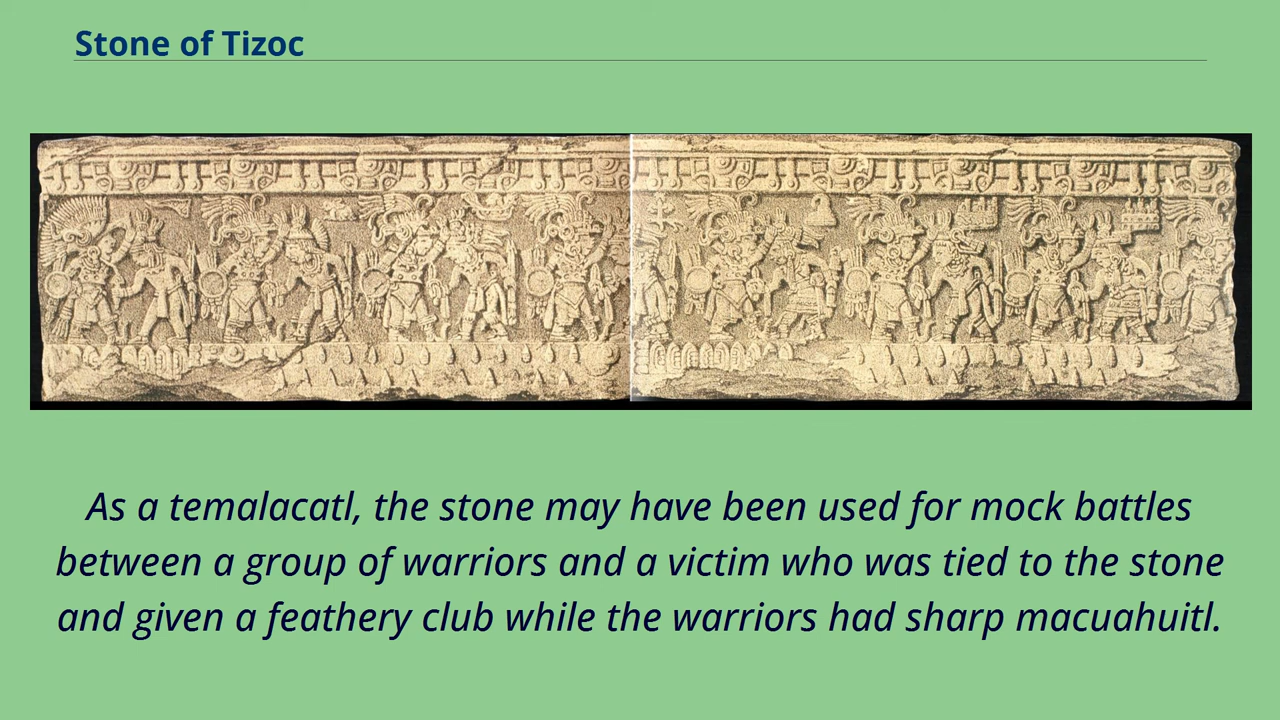 Stone of Tizoc
As a temalacatl, the stone may have been used for mock battles
between a group of warriors and a victim who was tied to the stone
and given a feathery club while the warriors had sharp macuahuitl.